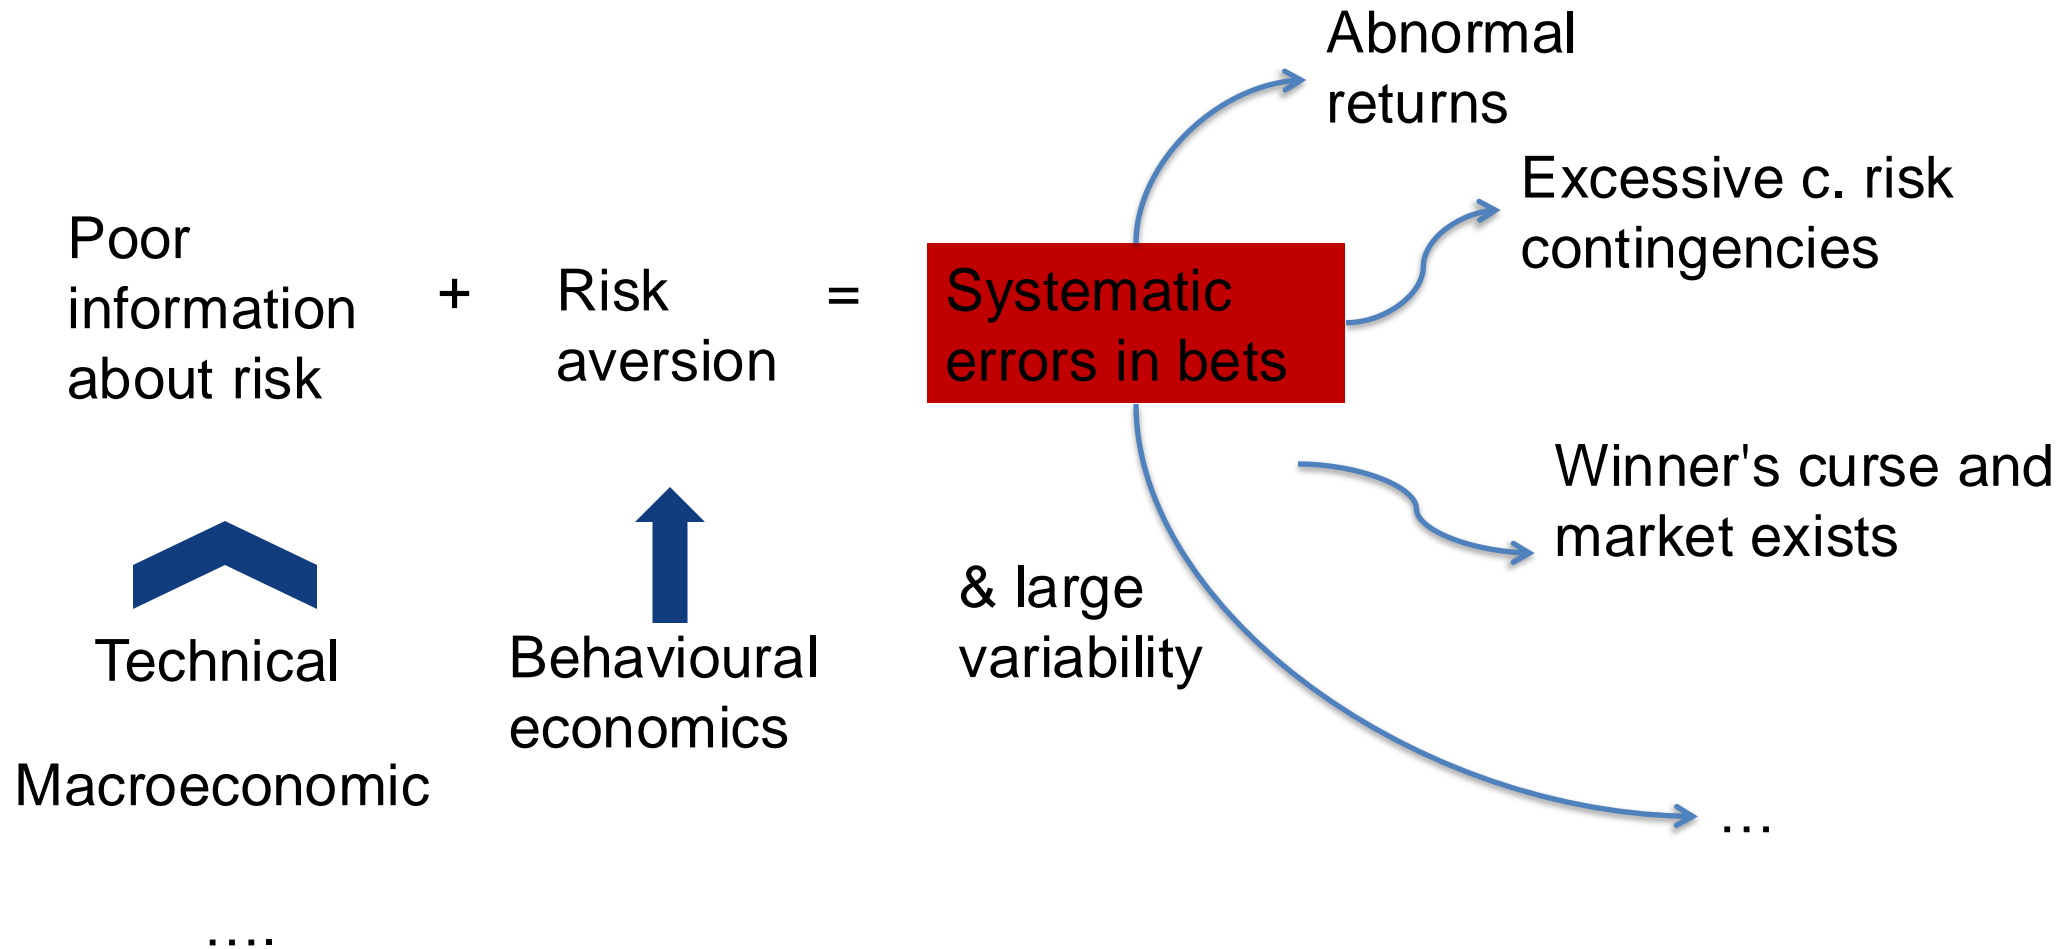 Abnormal
returns
Excessive c. risk
contingencies
Poor
information
about risk
+
Risk
aversion
=
Systematic
errors in bets
Winner's curse and
market exists
& large
variability
Technical
Behavioural
economics
Macroeconomic
…
….